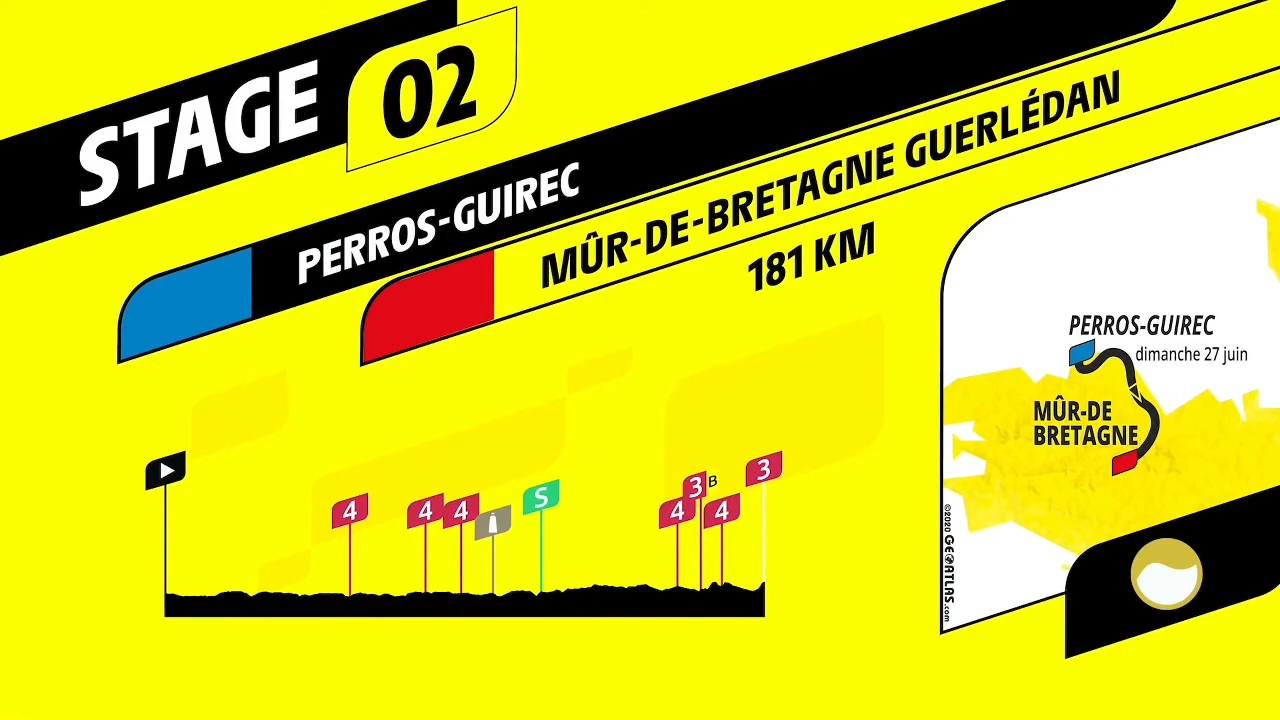 STAGE 02
PERROS-GUIREC
MÛR-DE-BRETAGNE GUERLÉDAN
181 KM
PERROS-GUIREC
dimanche 27 juin
MÛR-DE
BRETAGNE
4
4
4
S
4
3 B
4
3
©2020 GEOATLAS.com